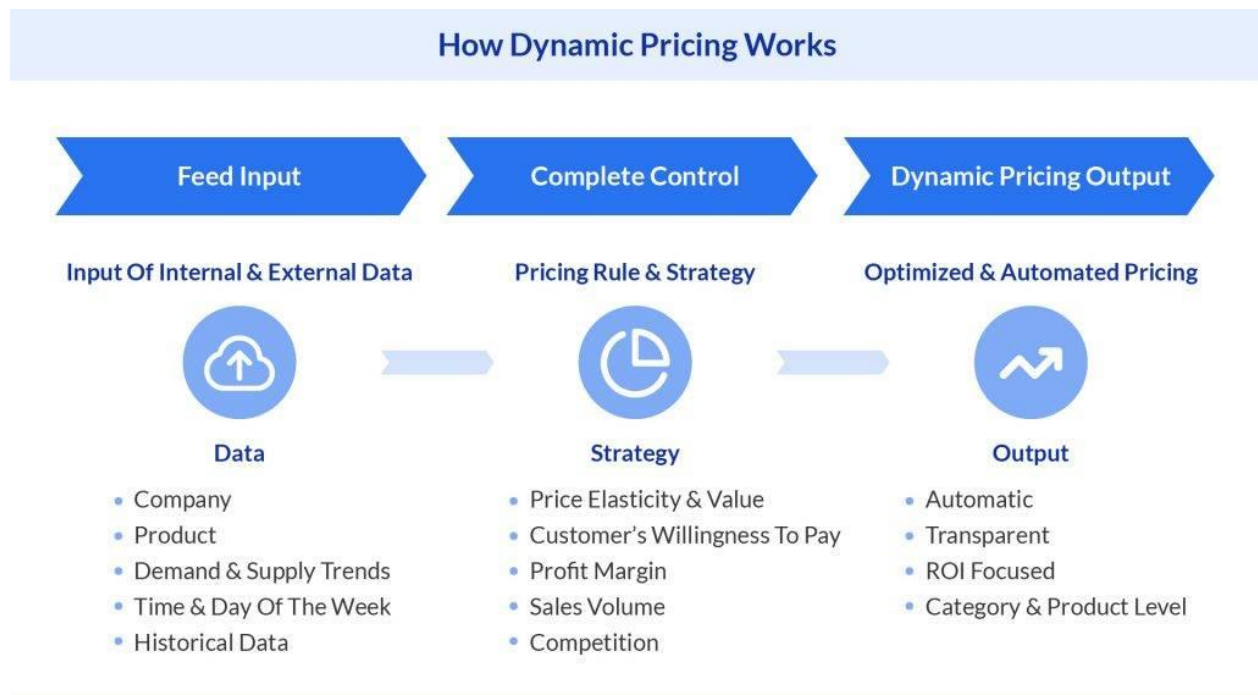 How Dynamic Pricing Works
Feed Input
Complete Control
Dynamic Pricing Output
Input Of Internal & External Data
Pricing Rule & Strategy
Optimized & Automated Pricing
Data
Company
Product
Demand & Supply Trends
Time & Day Of The Week
Historical Data
Strategy
Price Elasticity & Value
Customer’s Willingness To Pay
Profit Margin
Sales Volume
Competition
Output
Automatic
Transparent
ROI Focused
Category & Product Level